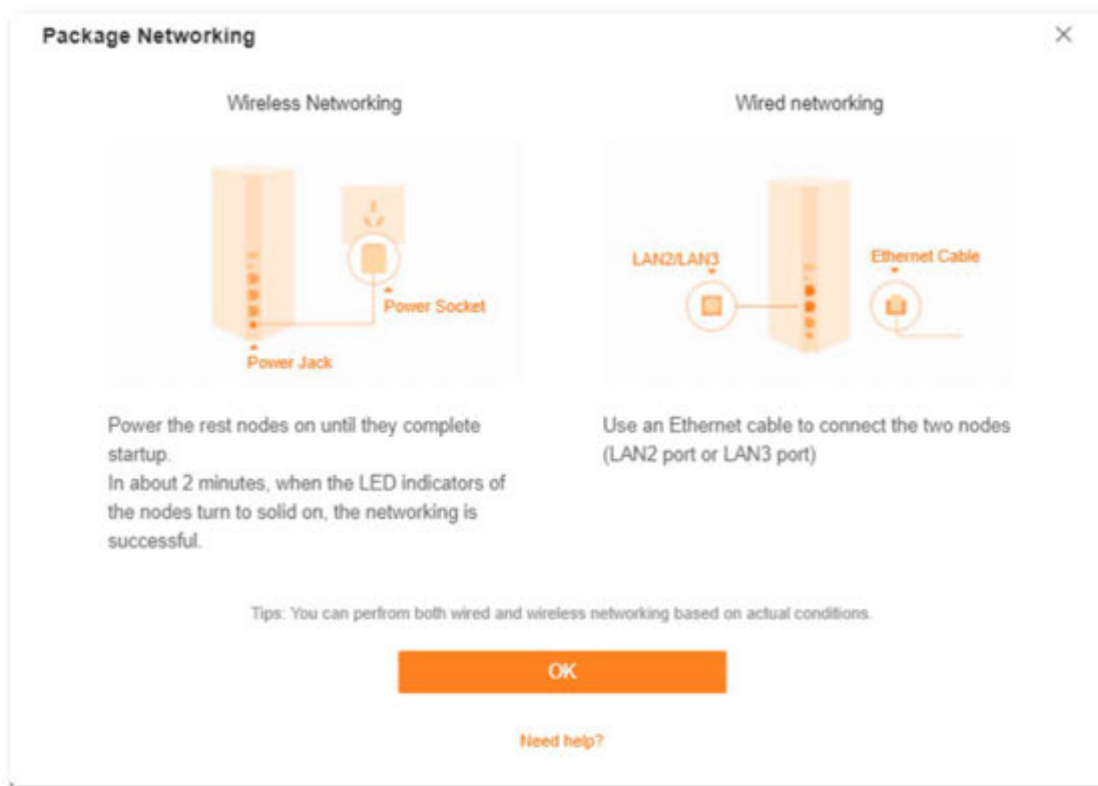 Package Networking
Wireless Networking
Power Socket
Power Jack
Power the rest nodes on until they complete
startup.
In about 2 minutes, when the LED indicators of
the nodes turn to solid on, the networking is
successful.
Wired networking
LAN2/LAN3
Ethernet Cable
Use an Ethernet cable to connect the two nodes
(LAN2 port or LAN3 port)
Tips: You can perfrom both wired and wireless networking based on actual conditions.
OK
Need help?